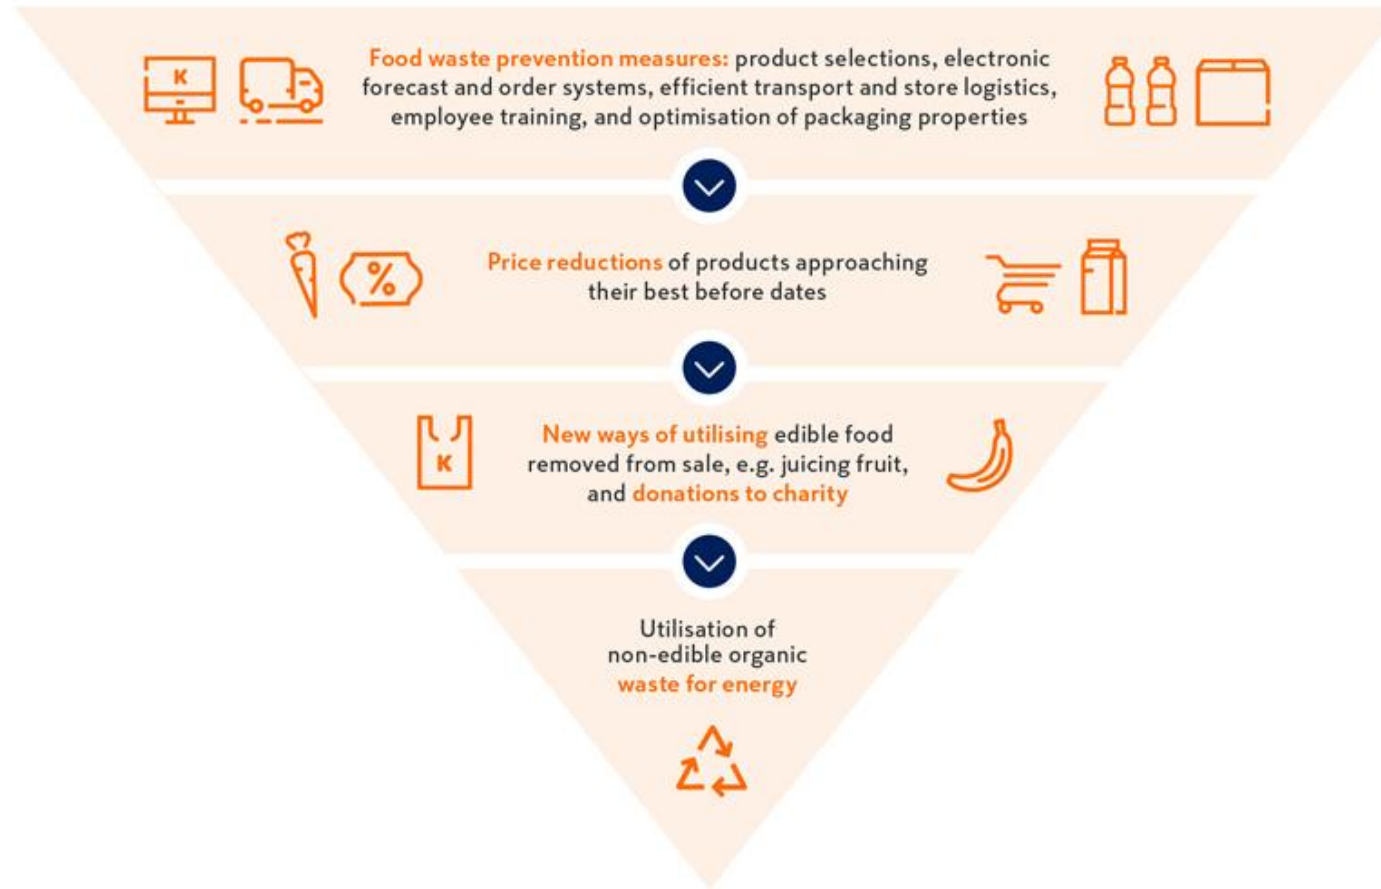 K
Food waste prevention measures: product selections, electronic
forecast and order systems, efficient transport and store logistics,
employee training, and optimisation of packaging properties
%
Price reductions of products approaching
their best before dates
K
New ways of utilising edible food
removed from sale, e.g. juicing fruit,
and donations to charity
Utilisation of
non-edible organic
waste for energy